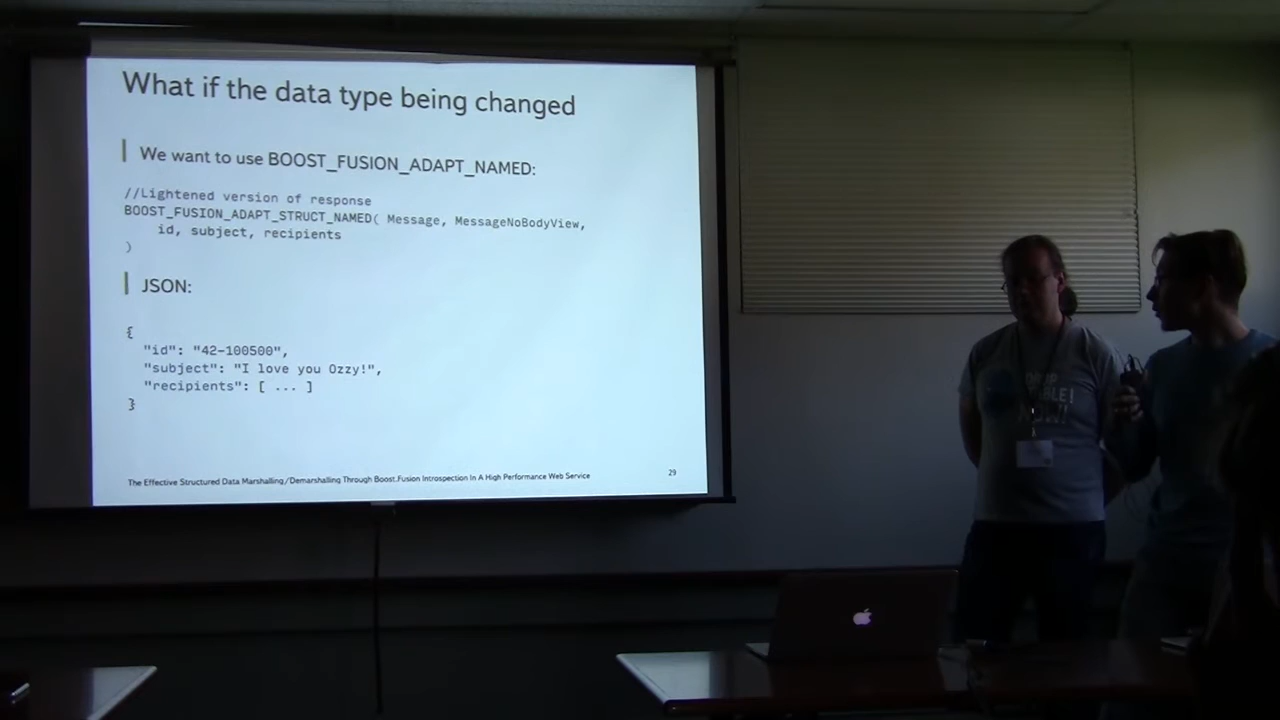 What if the data type being changed
We want to use BOOST_FUSION_ADAPT_NAMED:
//Lightened version of response
BOOST_FUSION_ADAPT_STRUCT_NAMED( Message, MessageNoBodyView,
id, subject, recipients
)
JSON:
{
"id": "42-100500",
"subject": "I love you Ozzy!",
"recipients": [ ... ]
}
The Effective Structured Data Marshalling/Demarshalling Through Boost.Fusion Introspection In A High Performance Web Service
29